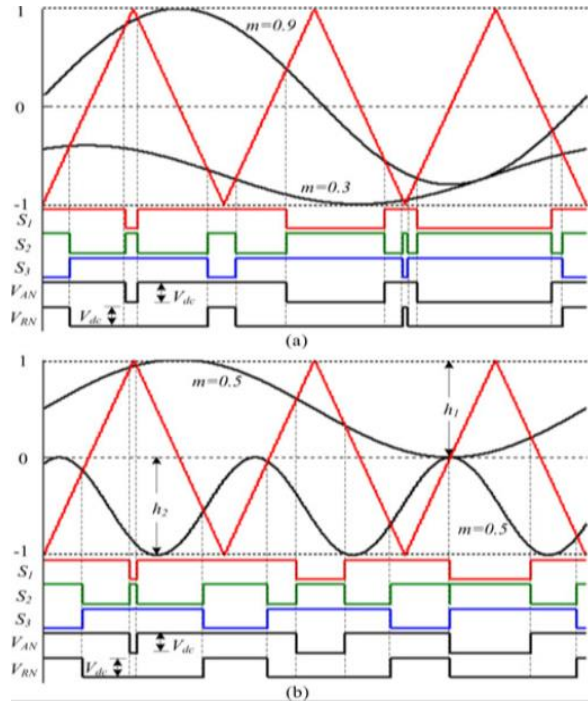 1
m=0.9
0
m=0.3
-1
S1
S2
S3
VAN
Vdc
VRN
Vdc
(a)
1
m=0.5
h1
0
h2
m=0.5
-1
S1
S2
S3
VAN
Vdc
VRN
Vdc
(b)